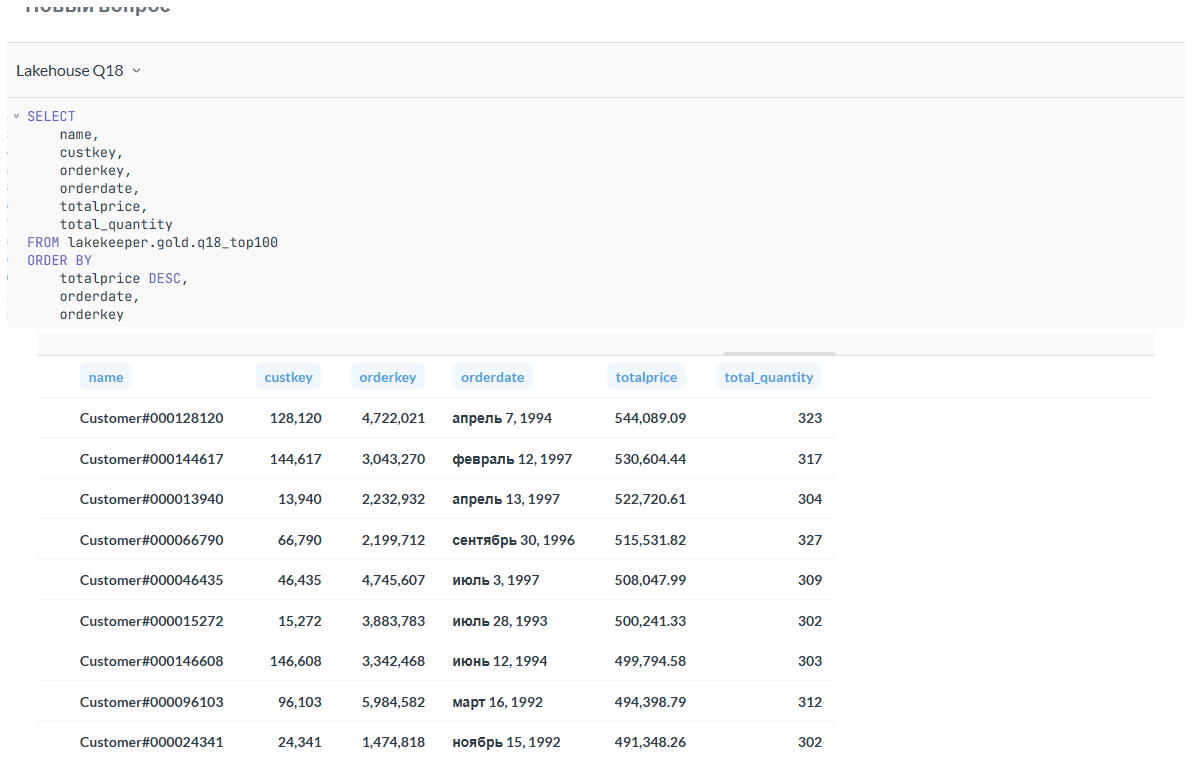 Новый вопрос
Lakehouse Q18
SELECT
name,
custkey,
orderkey,
orderdate,
totalprice,
total_quantity
FROM lakekeeper.gold.q18_top100
ORDER BY
totalprice DESC,
orderdate,
orderkey
name custkey orderkey orderdate totalprice total_quantity
Customer#000128120 128,120 4,722,021 апрель 7, 1994 544,089.09 323
Customer#000144617 144,617 3,043,270 февраль 12, 1997 530,604.44 317
Customer#000013940 13,940 2,232,932 апрель 13, 1997 522,720.61 304
Customer#000066790 66,790 2,199,712 сентябрь 30, 1996 515,531.82 327
Customer#000046435 46,435 4,745,607 июль 3, 1997 508,047.99 309
Customer#000015272 15,272 3,883,783 июль 28, 1993 500,241.33 302
Customer#000146608 146,608 3,342,468 июнь 12, 1994 499,794.58 303
Customer#000096103 96,103 5,984,582 март 16, 1992 494,398.79 312
Customer#000024341 24,341 1,474,818 ноябрь 15, 1992 491,348.26 302